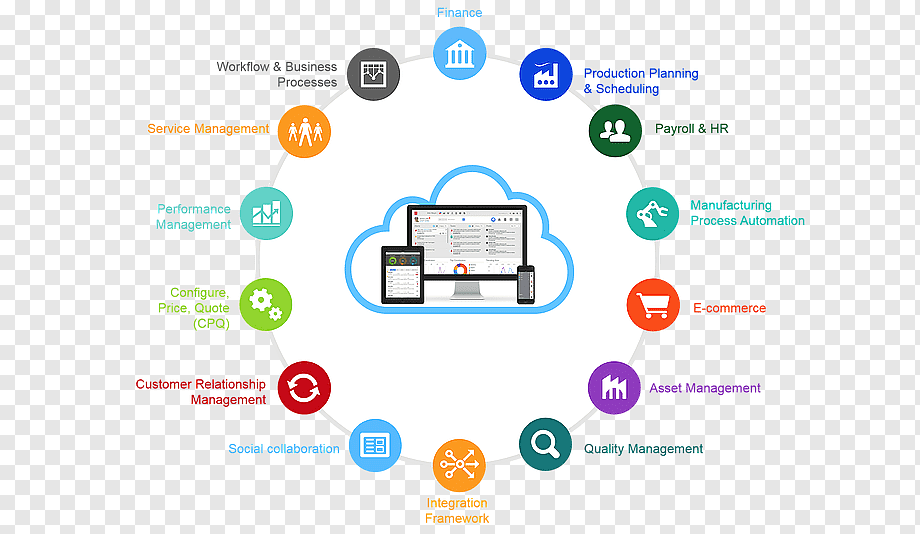 Finance
Workflow & Business
Processes
Production Planning
& Scheduling
Service Management
Payroll & HR
Performance
Management
Manufacturing
Process Automation
Configure,
Price, Quote
(CPQ)
E-commerce
Customer Relationship
Management
Asset Management
Social collaboration
Quality Management
Integration
Framework